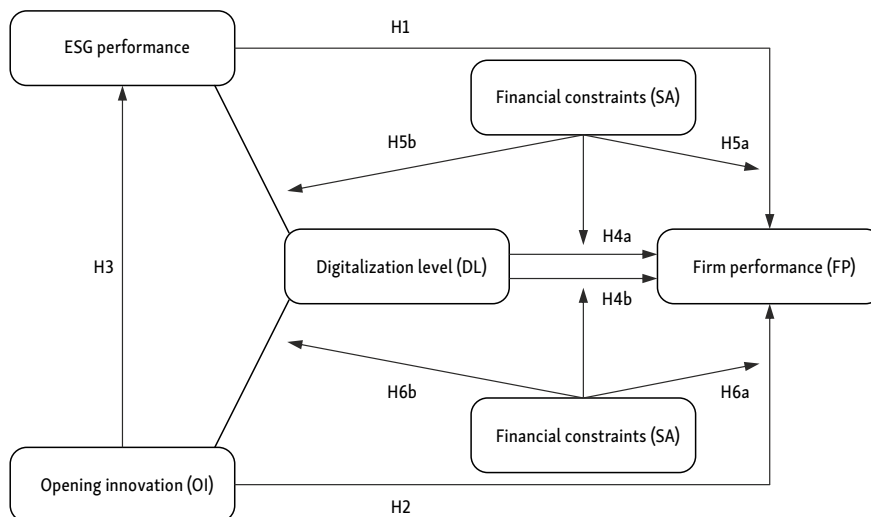 H1
ESG performance
Financial constraints (SA)
H5b
H5a
H4a
H3
Digitalization level (DL)
Firm performance (FP)
H4b
H6b
H6a
Financial constraints (SA)
Opening innovation (OI)
H2